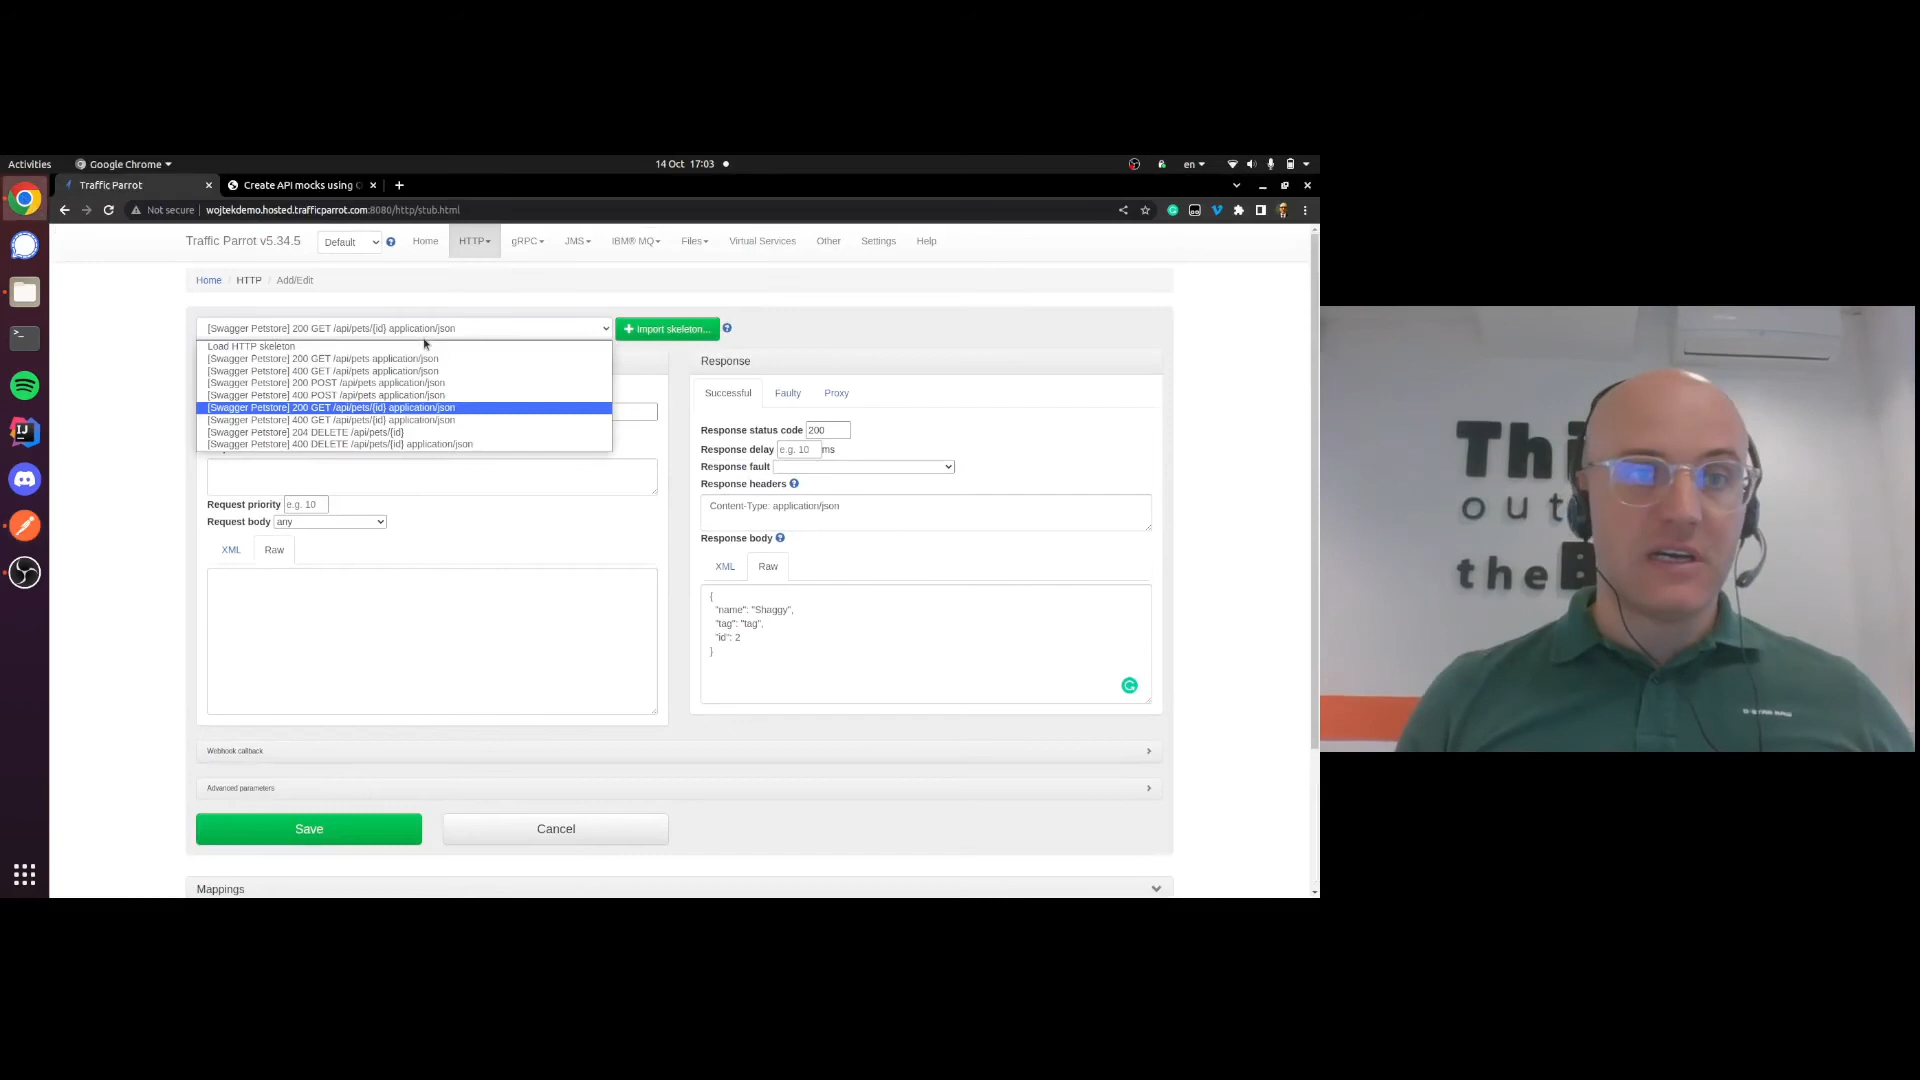 Activities
Google Chrome
14 Oct 17:03
en
Traffic Parrot
Create API mocks using
Not secure
wojtekdemo.hosted.trafficparrot.com:8080/http/stub.html
Traffic Parrot v5.34.5
Default
Home
HTTP
gRPC
JMS
IBM® MQ
Files
Virtual Services
Other
Settings
Help
Home / HTTP / Add/Edit
[Swagger Petstore] 200 GET /api/pets/{id} application/json
+ Import skeleton...
Load HTTP skeleton
[Swagger Petstore] 200 GET /api/pets application/json
[Swagger Petstore] 400 GET /api/pets application/json
[Swagger Petstore] 200 POST /api/pets application/json
[Swagger Petstore] 400 POST /api/pets application/json
[Swagger Petstore] 200 GET /api/pets/{id} application/json
[Swagger Petstore] 400 GET /api/pets/{id} application/json
[Swagger Petstore] 204 DELETE /api/pets/{id}
[Swagger Petstore] 400 DELETE /api/pets/{id} application/json
Request priority e.g. 10
Request body any
XML
Raw
Response
Successful
Faulty
Proxy
Response status code 200
Response delay e.g. 10 ms
Response fault
Response headers
Content-Type: application/json
Response body
XML
Raw
{
"name": "Shaggy",
"tag": "tag",
"id": 2
}
Webhook callback
Advanced parameters
Save
Cancel
Mappings
Thi
out
the B